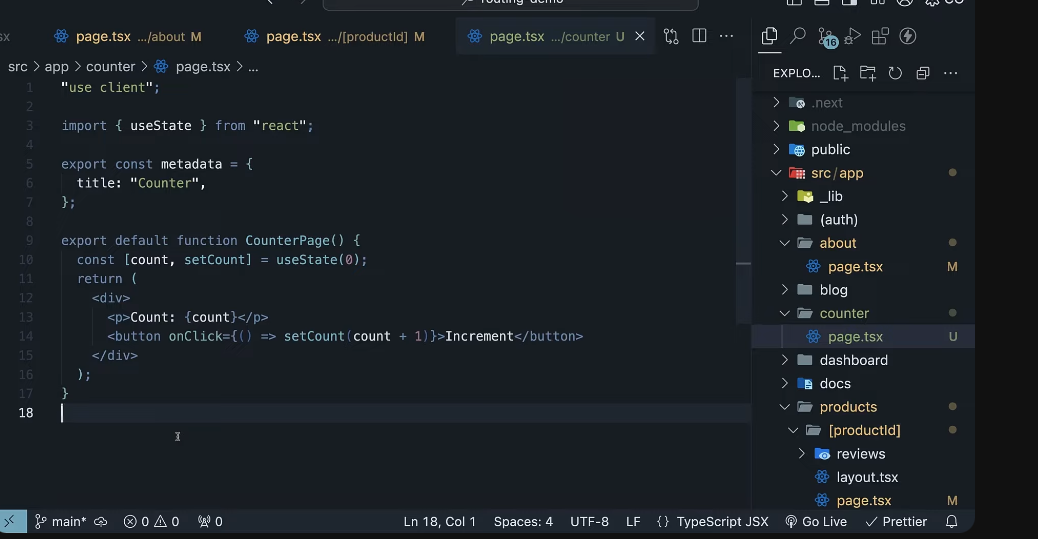 routing-demo
sx
page.tsx .../about M
page.tsx .../[productId] M
page.tsx .../counter U
16
src > app > counter > page.tsx > ...
EXPLO...
1 "use client";
2
3 import { useState } from "react";
4
5 export const metadata = {
6 title: "Counter",
7 };
8
9 export default function CounterPage() {
10 const [count, setCount] = useState(0);
11 return (
12 <div>
13 <p>Count: {count}</p>
14 <button onClick={() => setCount(count + 1)}>Increment</button>
15 </div>
16 );
17 }
18
.next
node_modules
public
src/app
_lib
(auth)
about
page.tsx M
blog
counter
page.tsx U
dashboard
docs
products
[productId]
reviews
layout.tsx
page.tsx M
main* 0 0 0 Ln 18, Col 1 Spaces: 4 UTF-8 LF {} TypeScript JSX Go Live Prettier